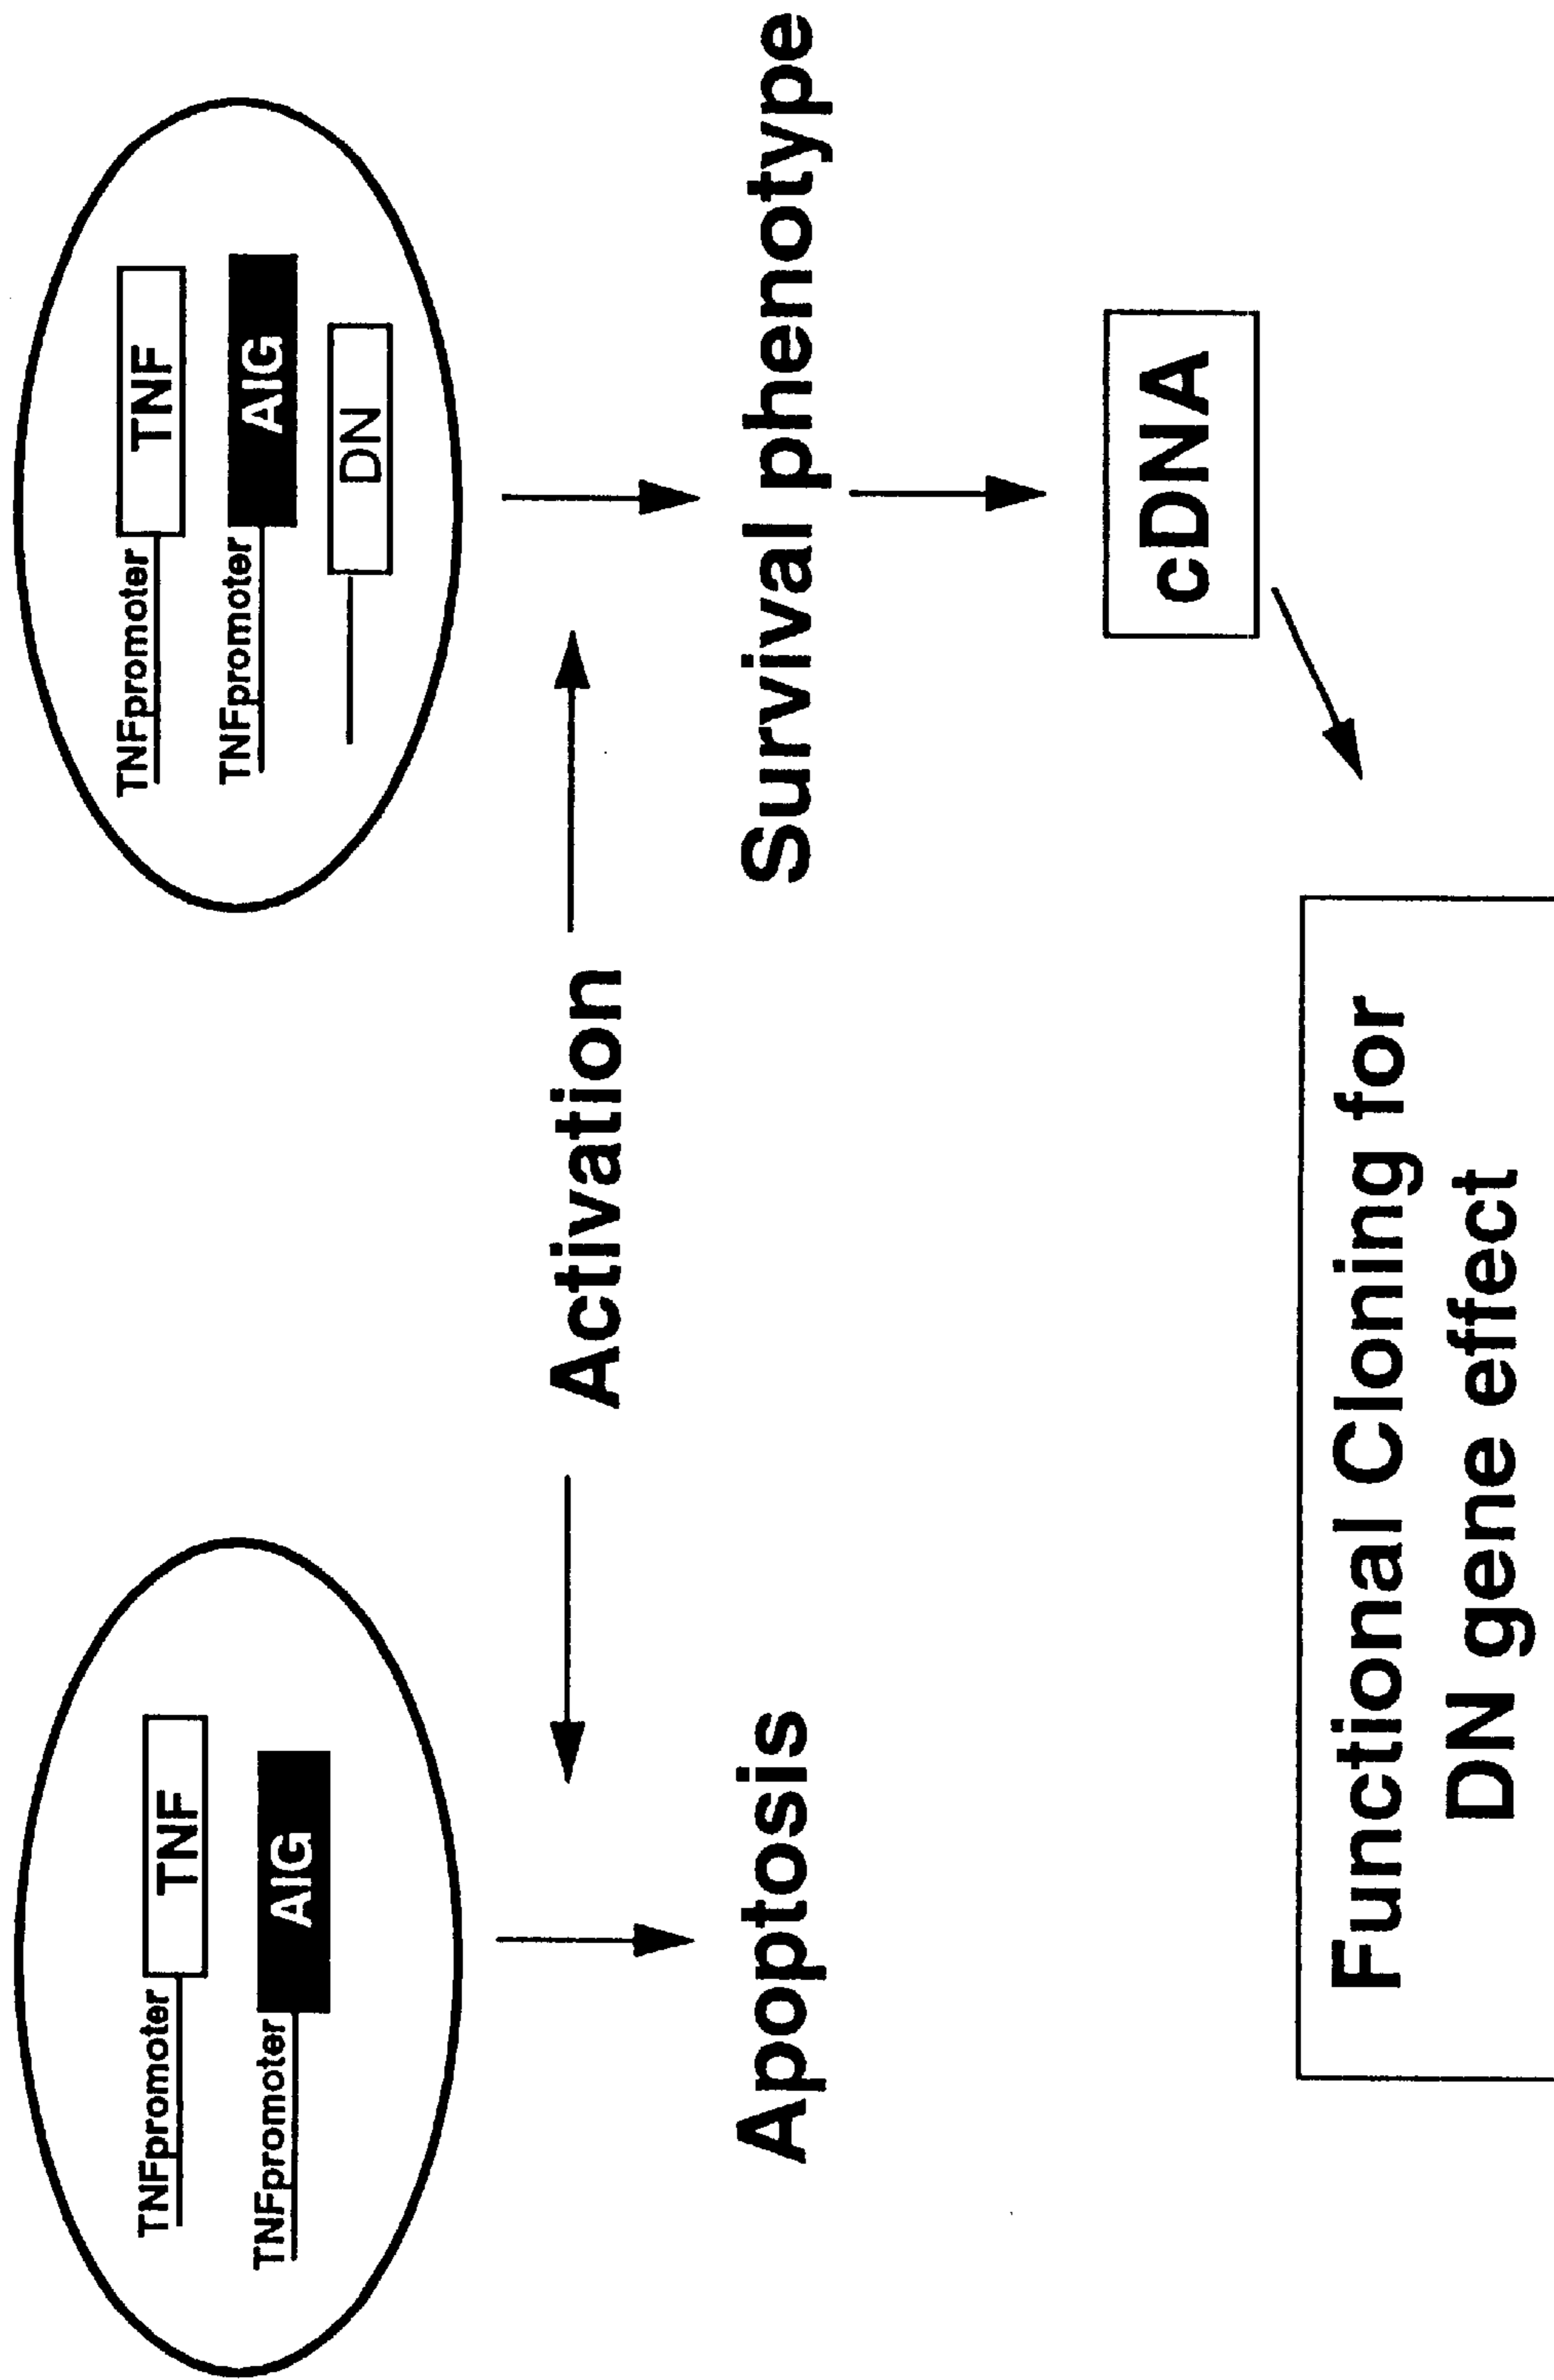 TNFpromoter
TNF
TNFpromoter
AIG
TNFpromoter
TNF
TNFpromoter
AIG
DN
Activation
Apoptosis
Survival phenotype
cDNA
Functional Cloning for
DN gene effect